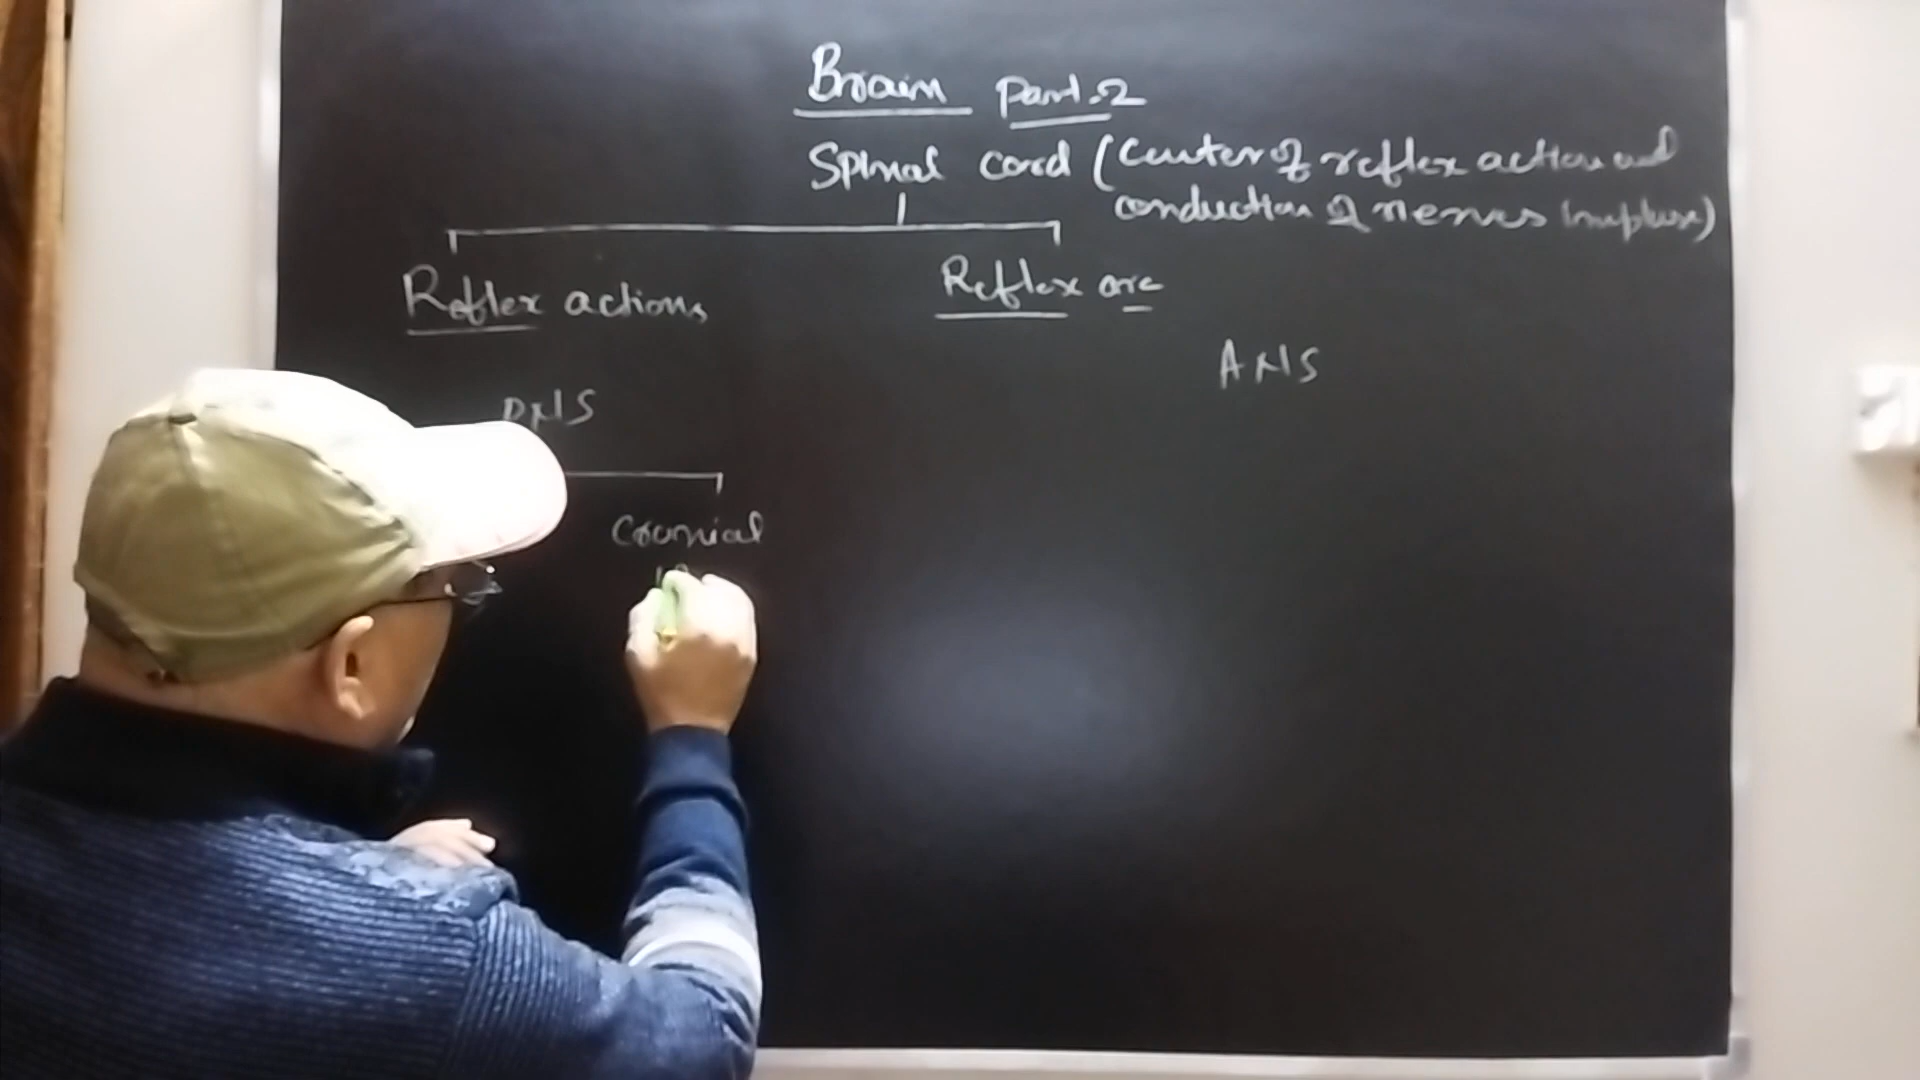 Brain Part-2
Spinal cord (Center of reflex action and
conduction of nerves impluse)
Reflex actions
Reflex arc
ANS
PNS
Cranial